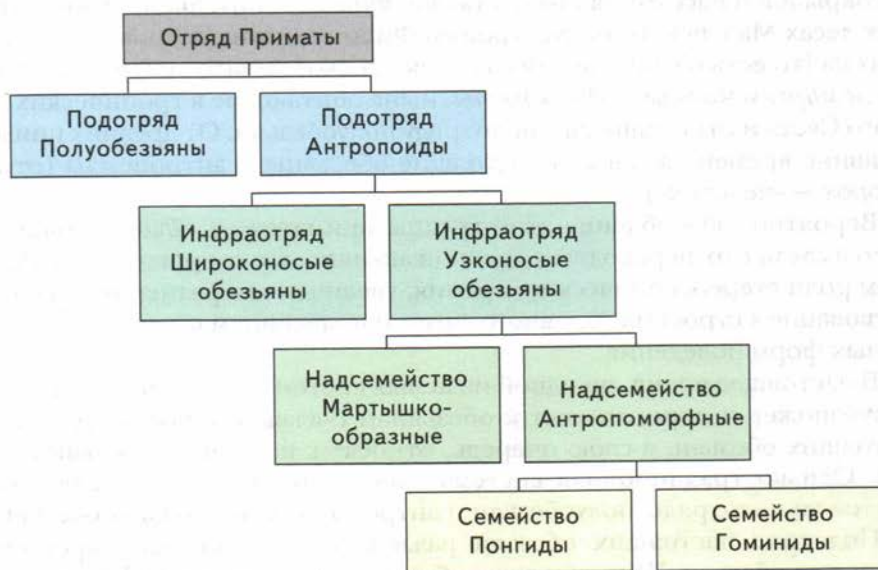 Отряд Приматы
Подотряд
Полуобезьяны
Подотряд
Антропоиды
Инфраотряд
Широконосые
обезьяны
Инфраотряд
Узконосые
обезьяны
Надсемейство
Мартышко-
образные
Надсемейство
Антропоморфные
Семейство
Понгиды
Семейство
Гоминиды